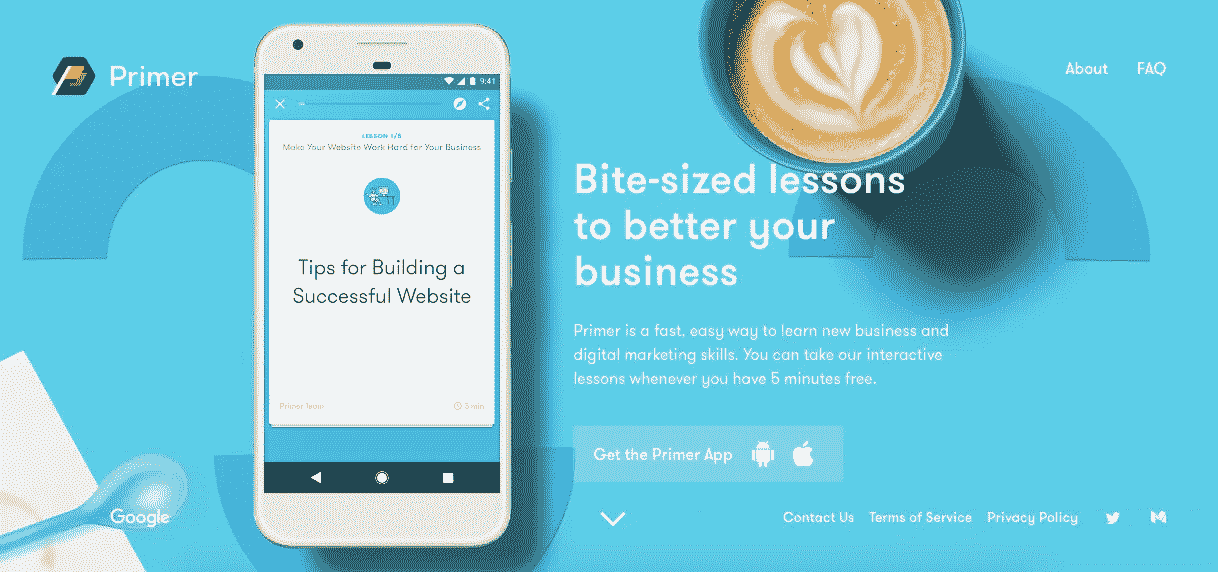 Primer
About
FAQ
9:41
LESSON 1/5
Make Your Website Work Hard for Your Business
Tips for Building a
Successful Website
Primer Team
5 min
Bite-sized lessons
to better your
business
Primer is a fast, easy way to learn new business and
digital marketing skills. You can take our interactive
lessons whenever you have 5 minutes free.
Get the Primer App
Google
Contact Us
Terms of Service
Privacy Policy